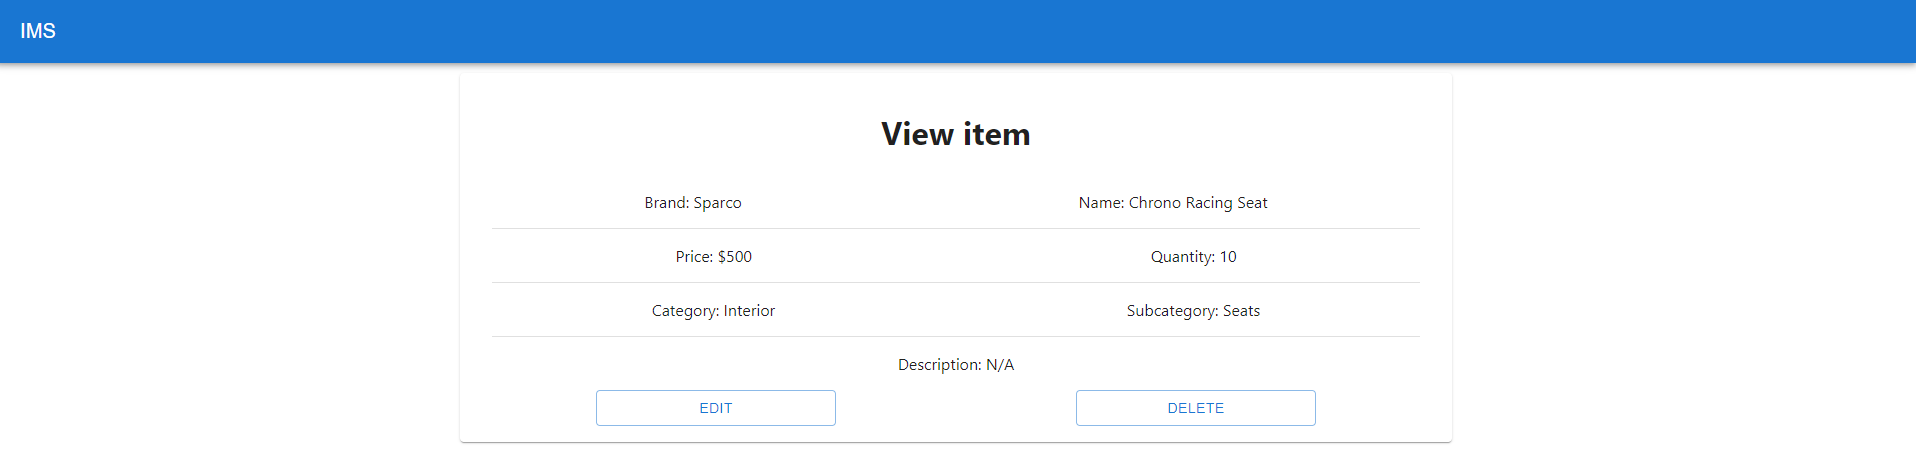 IMS
View item
Brand: Sparco
Name: Chrono Racing Seat
Price: $500
Quantity: 10
Category: Interior
Subcategory: Seats
Description: N/A
EDIT
DELETE